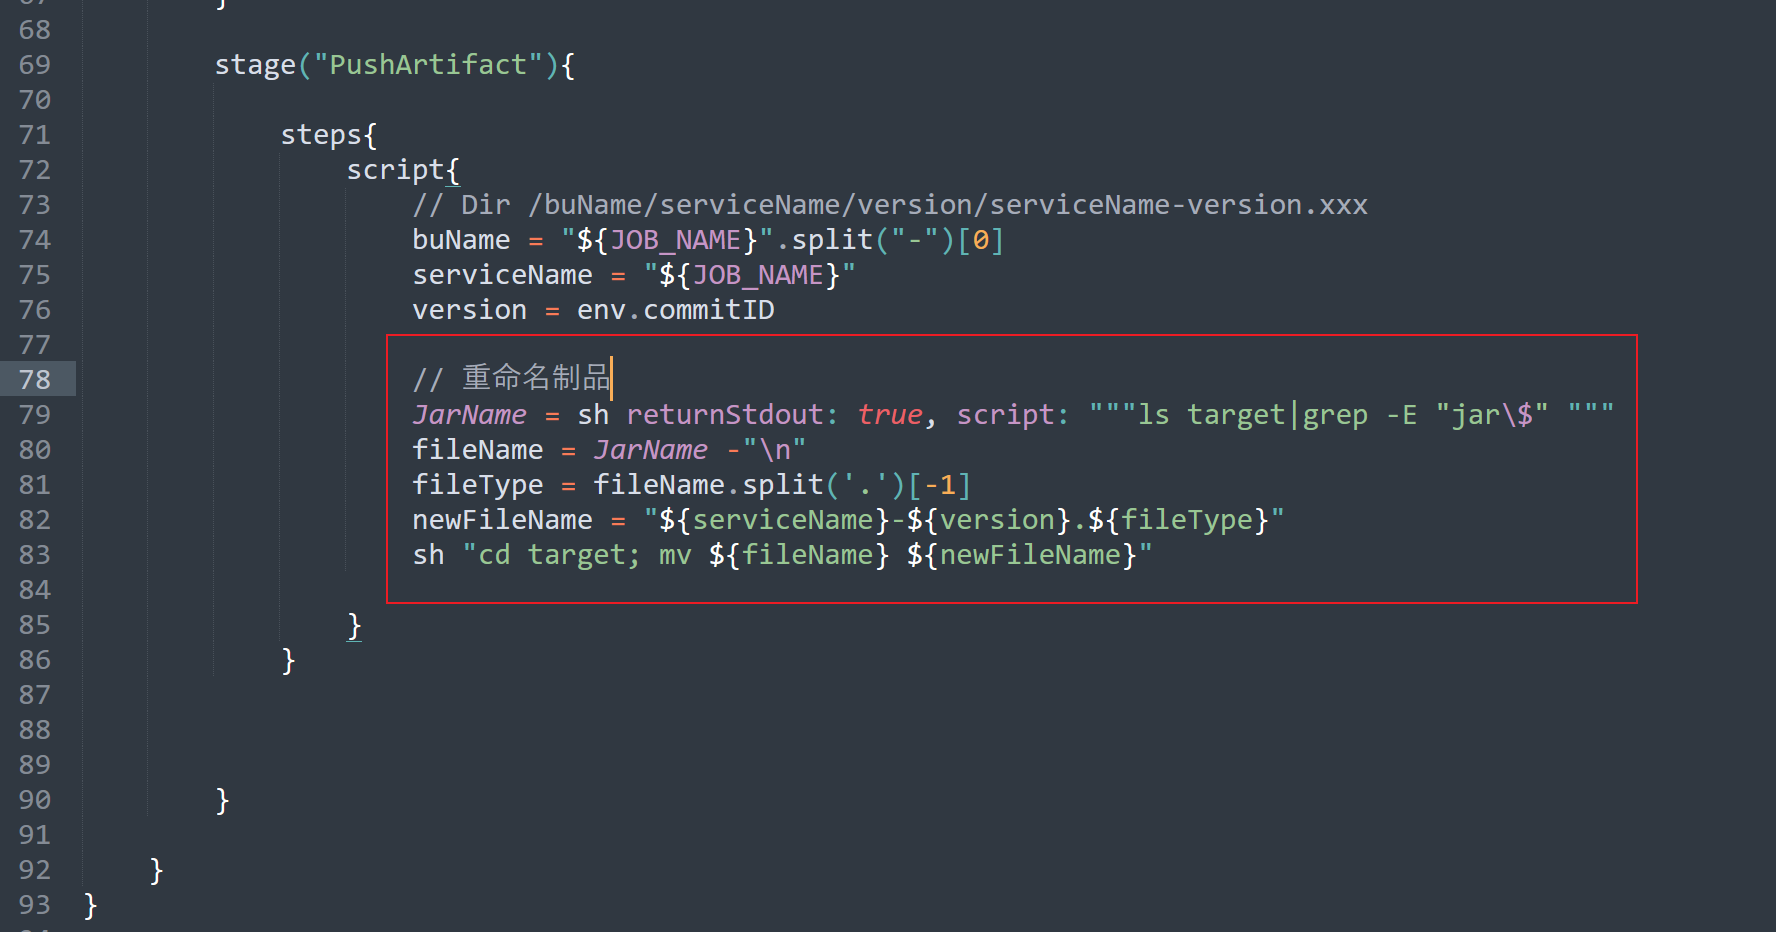 68
69 stage("PushArtifact"){
70
71 steps{
72 script{
73 // Dir /buName/serviceName/version/serviceName-version.xxx
74 buName = "${JOB_NAME}".split("-")[0]
75 serviceName = "${JOB_NAME}"
76 version = env.commitID
77
78 // 重命名制品
79 JarName = sh returnStdout: true, script: """ls target|grep -E "jar\$" """
80 fileName = JarName -"\n"
81 fileType = fileName.split('.')[-1]
82 newFileName = "${serviceName}-${version}.${fileType}"
83 sh "cd target; mv ${fileName} ${newFileName}"
84
85 }
86 }
87
88
89
90 }
91
92 }
93 }